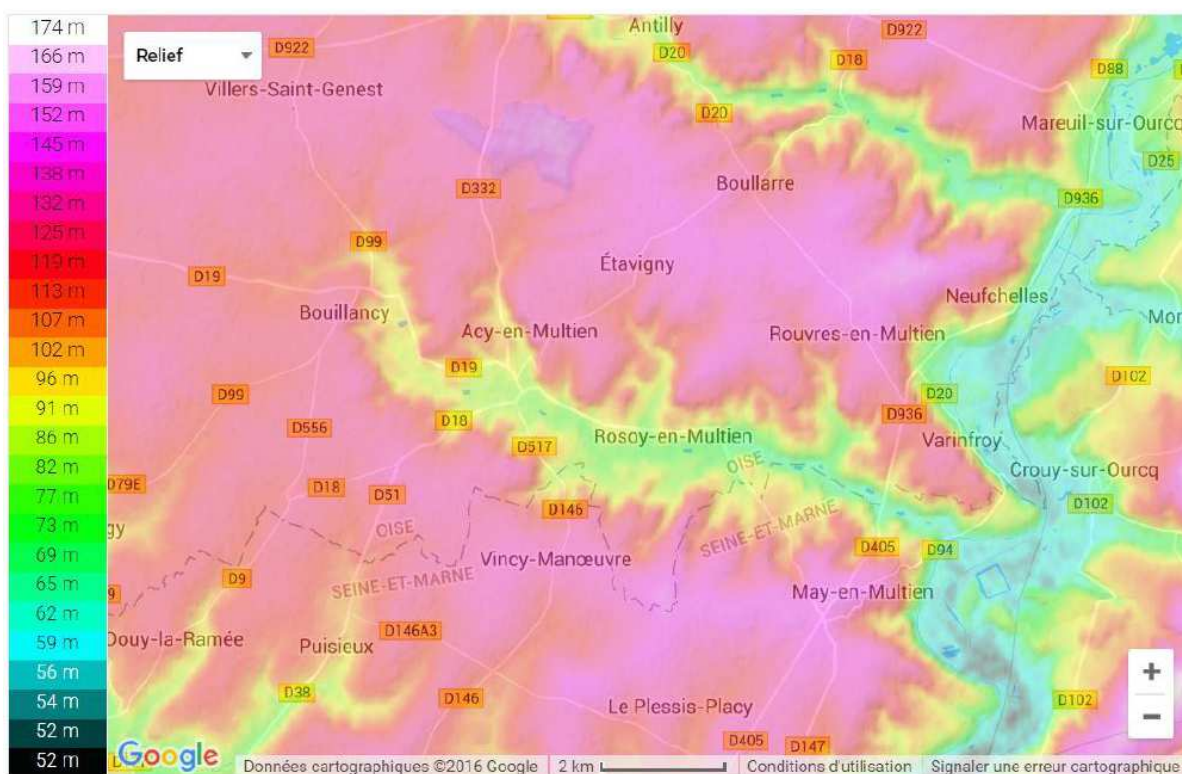 174 m
166 m
159 m
152 m
145 m
138 m
132 m
125 m
119 m
113 m
107 m
102 m
96 m
91 m
86 m
82 m
77 m
73 m
69 m
65 m
62 m
59 m
56 m
54 m
52 m
52 m
Relief
Antilly
D922
D922
D20
D18
D88
Villers-Saint-Genest
D20
Mareuil-sur-Ourcq
D25
D332
Boullarre
D936
D99
Étavigny
D19
Neufchelles
Bouillancy
Acy-en-Multien
Rouvres-en-Multien
Mor
D19
D102
D99
D20
D18
D936
D556
Rosoy-en-Multien
Varinfroy
D517
OISE
Crouy-sur-Ourcq
D79E
D18
D51
D146
D102
gy
OISE
SEINE-ET-MARNE
Vincy-Manœuvre
D405
D94
D9
SEINE-ET-MARNE
May-en-Multien
9
Douy-la-Ramée
D146A3
Puisieux
D38
D146
Le Plessis-Placy
D102
D405
D147
+
−
Google
Données cartographiques ©2016 Google
2 km
Conditions d'utilisation
Signaler une erreur cartographique